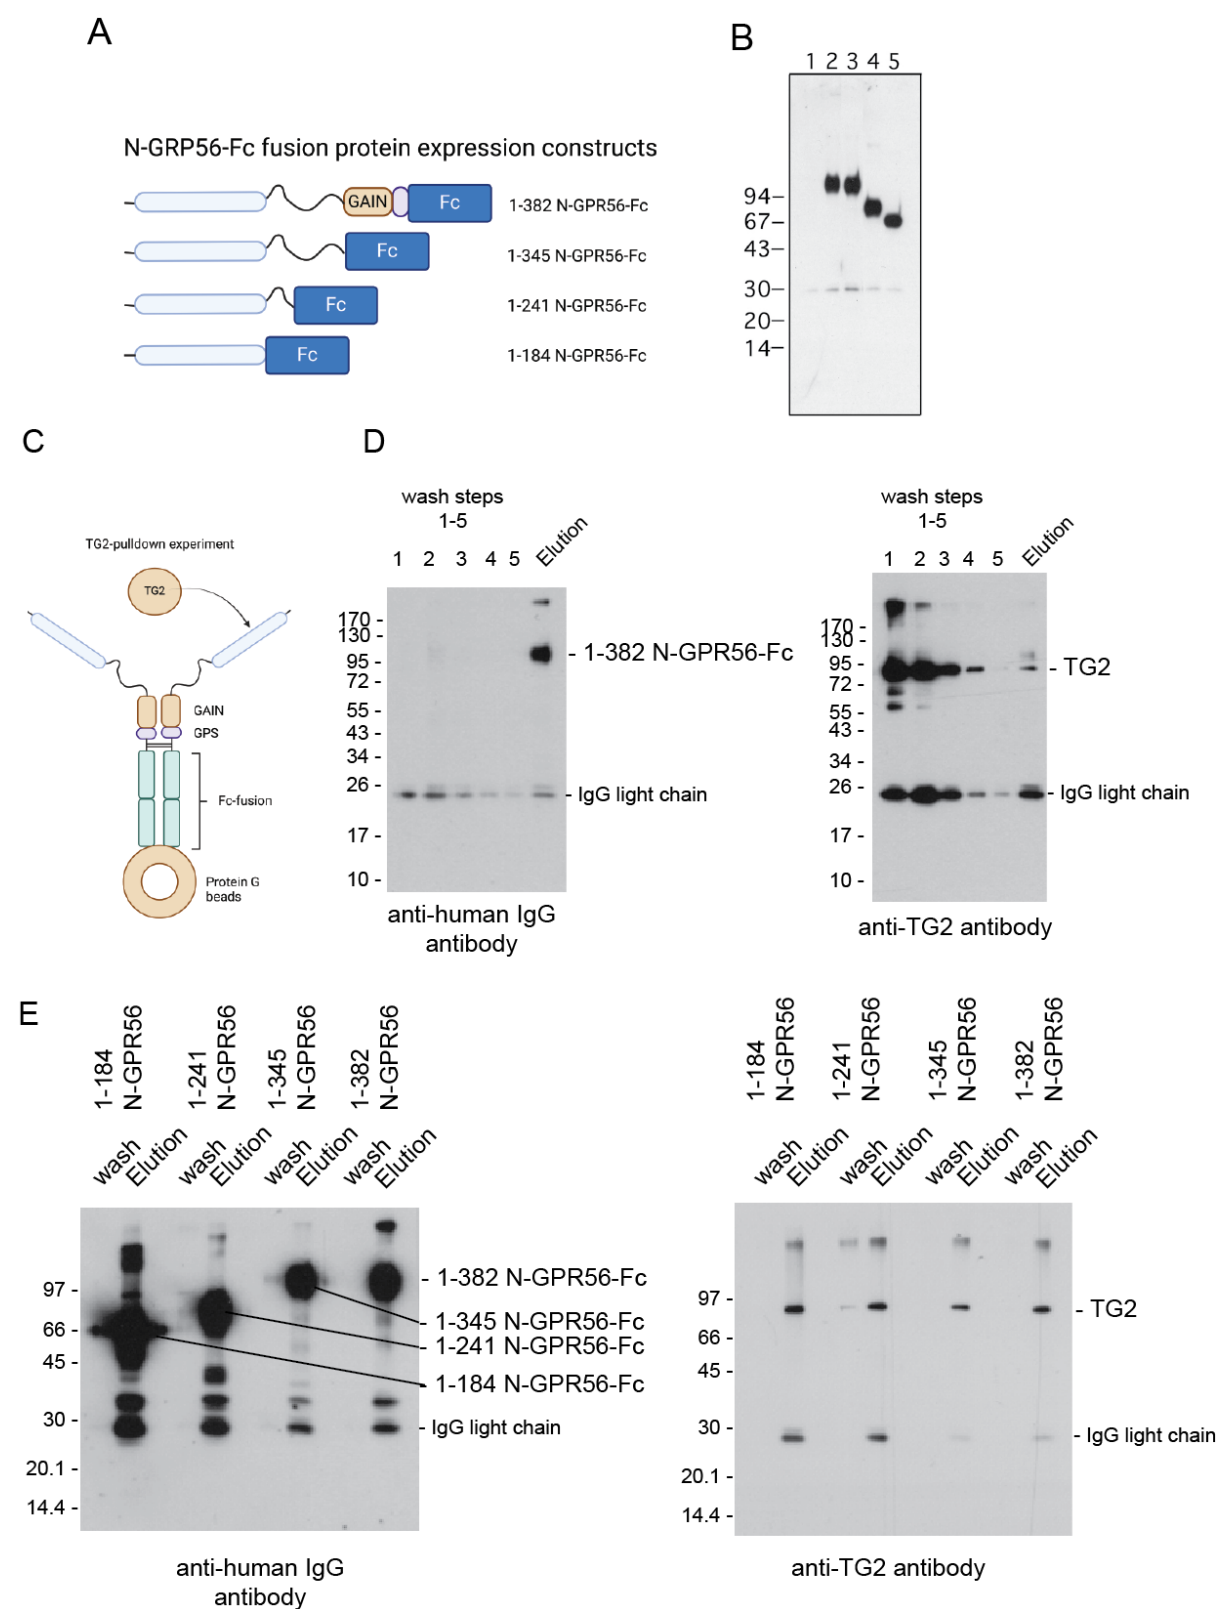 A
N-GRP56-Fc fusion protein expression constructs
GAIN Fc 1-382 N-GPR56-Fc
Fc 1-345 N-GPR56-Fc
Fc 1-241 N-GPR56-Fc
Fc 1-184 N-GPR56-Fc
B
1 2 3 4 5
94–
67–
43–
30–
20–
14–
C
TG2-pulldown experiment
TG2
GAIN
GPS
Fc-fusion
Protein G
beads
D
wash steps
1-5
1 2 3 4 5 Elution
170 -
130 -
95 -
72 -
55 -
43 -
34 -
26 -
17 -
10 -
- 1-382 N-GPR56-Fc
- IgG light chain
anti-human IgG
antibody
wash steps
1-5
1 2 3 4 5 Elution
170 -
130 -
95 -
72 -
55 -
43 -
34 -
26 -
17 -
10 -
- TG2
- IgG light chain
anti-TG2 antibody
E
1-184
N-GPR56
1-241
N-GPR56
1-345
N-GPR56
1-382
N-GPR56
wash Elution wash Elution wash Elution wash Elution
97 -
66 -
45 -
30 -
20.1 -
14.4 -
- 1-382 N-GPR56-Fc
- 1-345 N-GPR56-Fc
- 1-241 N-GPR56-Fc
- 1-184 N-GPR56-Fc
- IgG light chain
anti-human IgG
antibody
1-184
N-GPR56
1-241
N-GPR56
1-345
N-GPR56
1-382
N-GPR56
wash Elution wash Elution wash Elution wash Elution
97 -
66 -
45 -
30 -
20.1 -
14.4 -
- TG2
- IgG light chain
anti-TG2 antibody